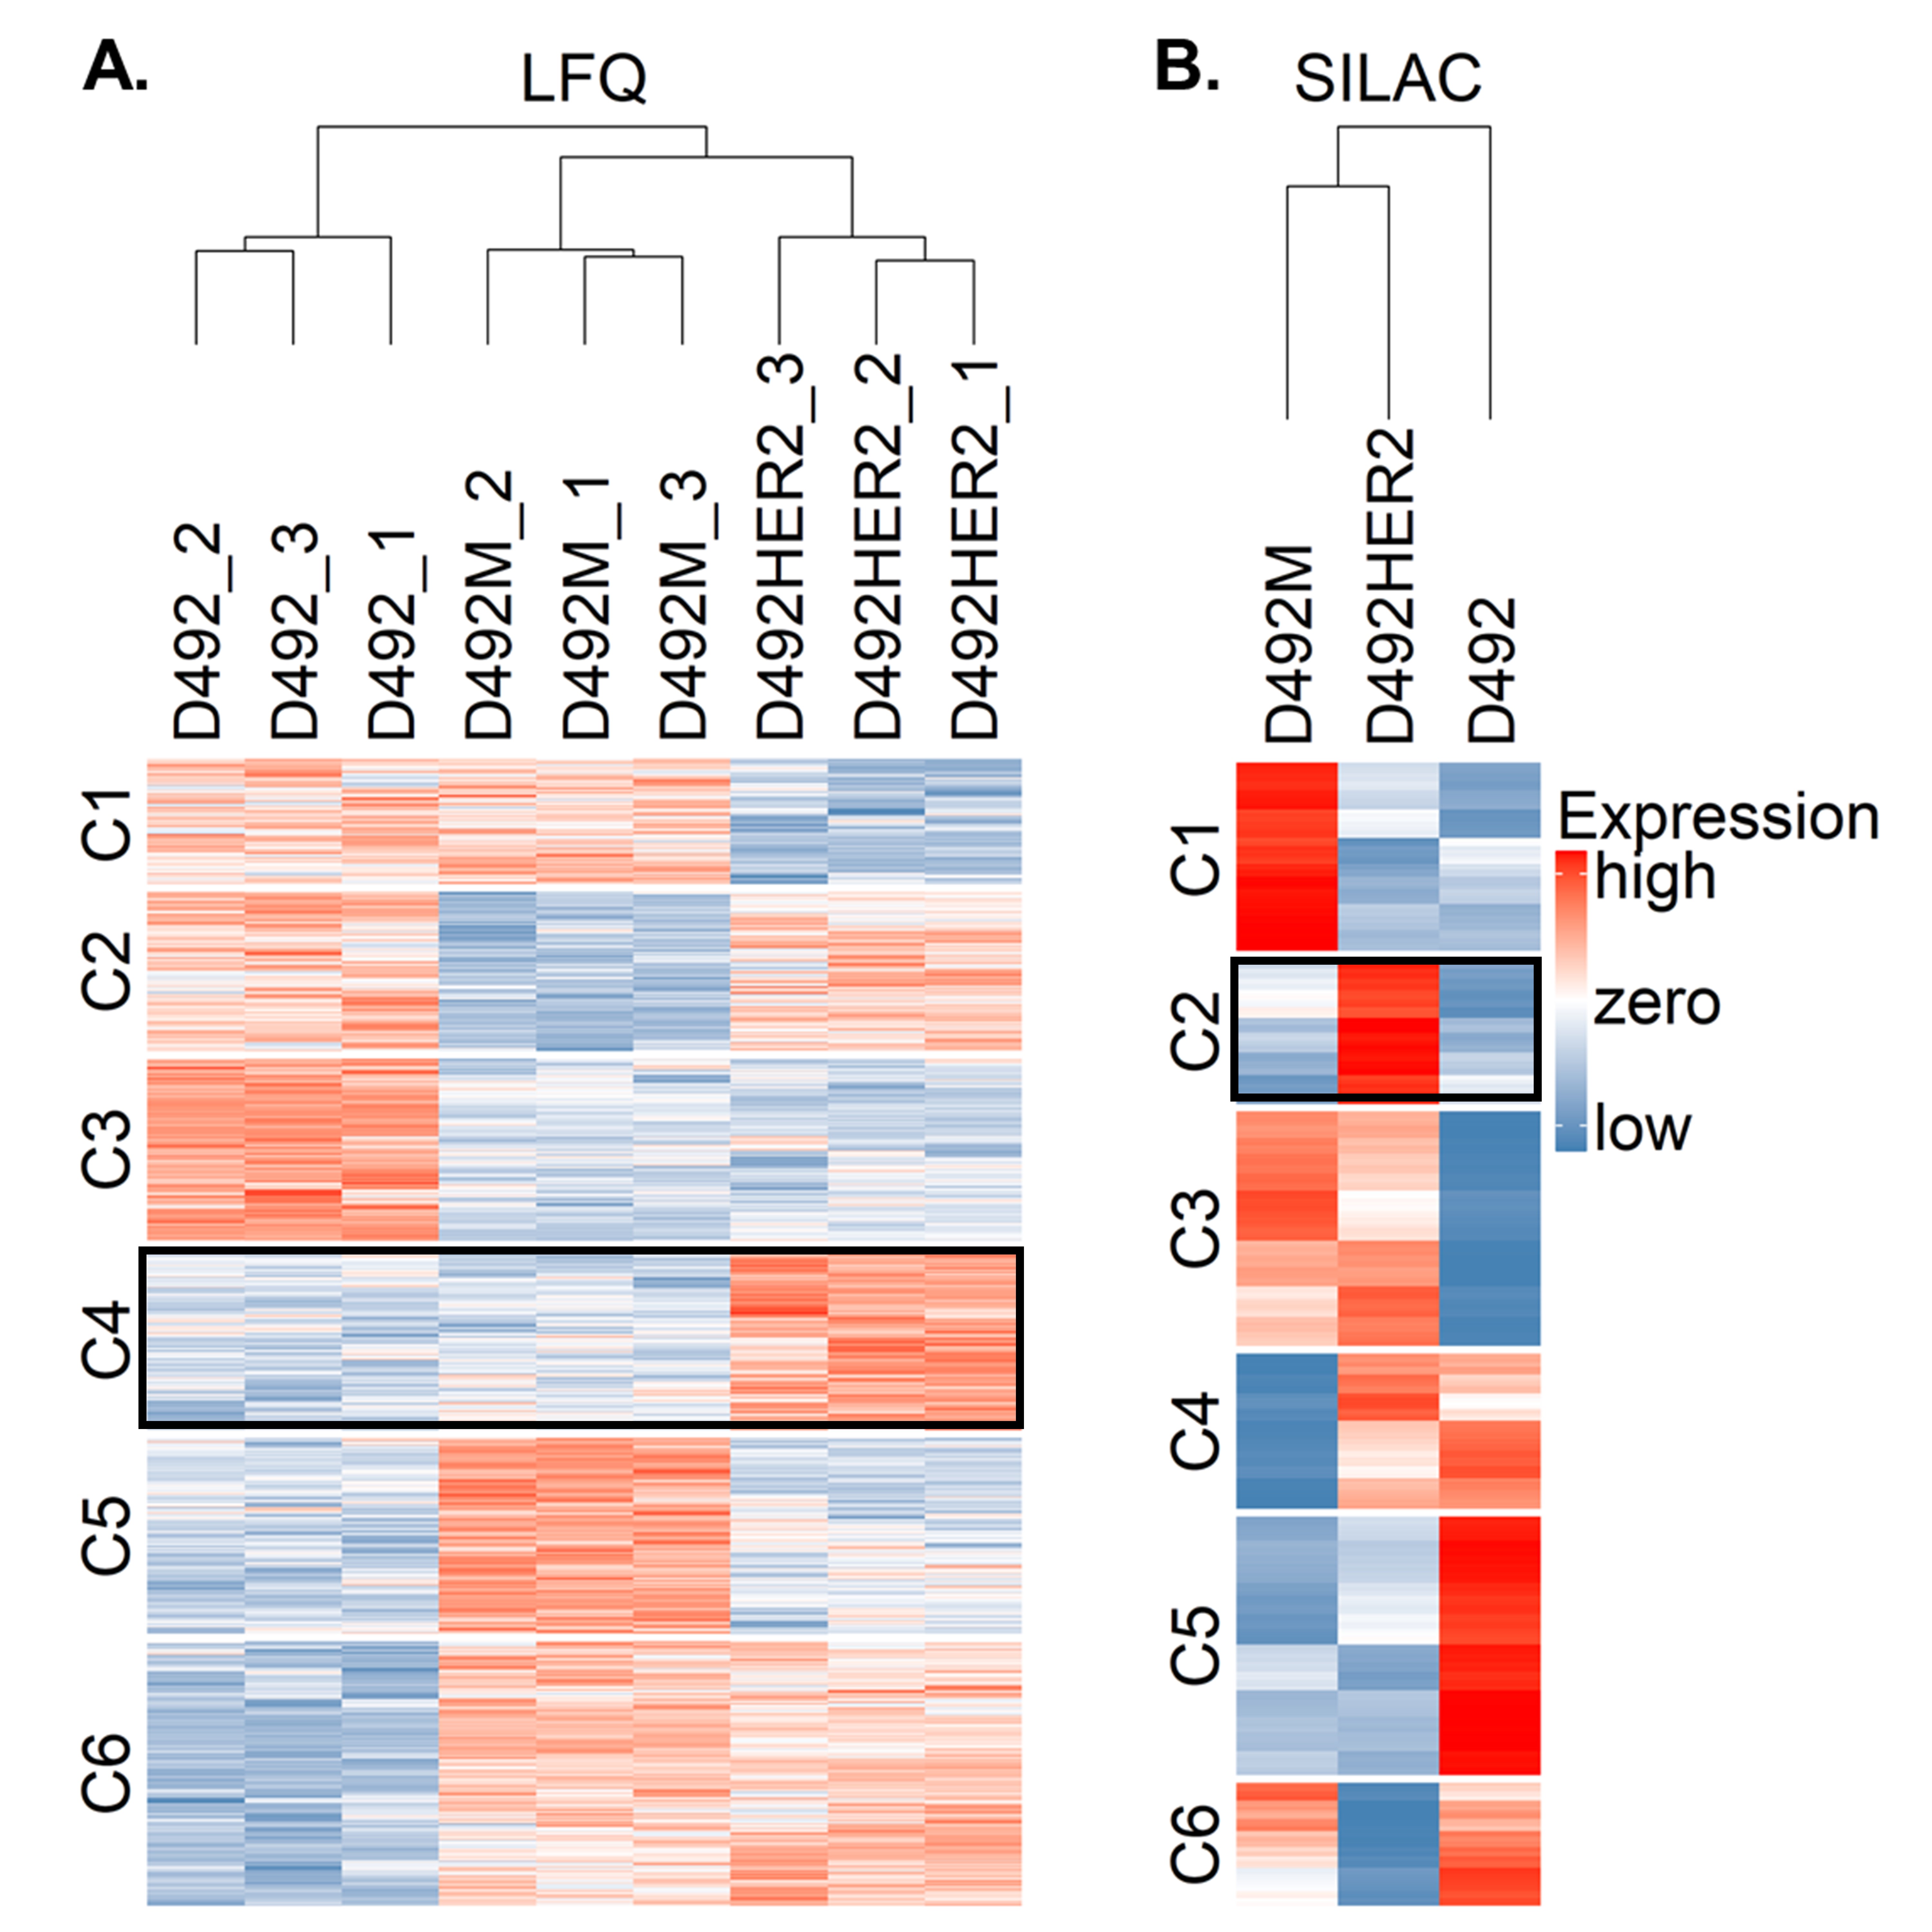 A.
LFQ
D492_2
D492_3
D492_1
D492M_2
D492M_1
D492M_3
D492HER2_3
D492HER2_2
D492HER2_1
C1
C2
C3
C4
C5
C6
B.
SILAC
D492M
D492HER2
D492
C1
C2
C3
C4
C5
C6
Expression
high
zero
low